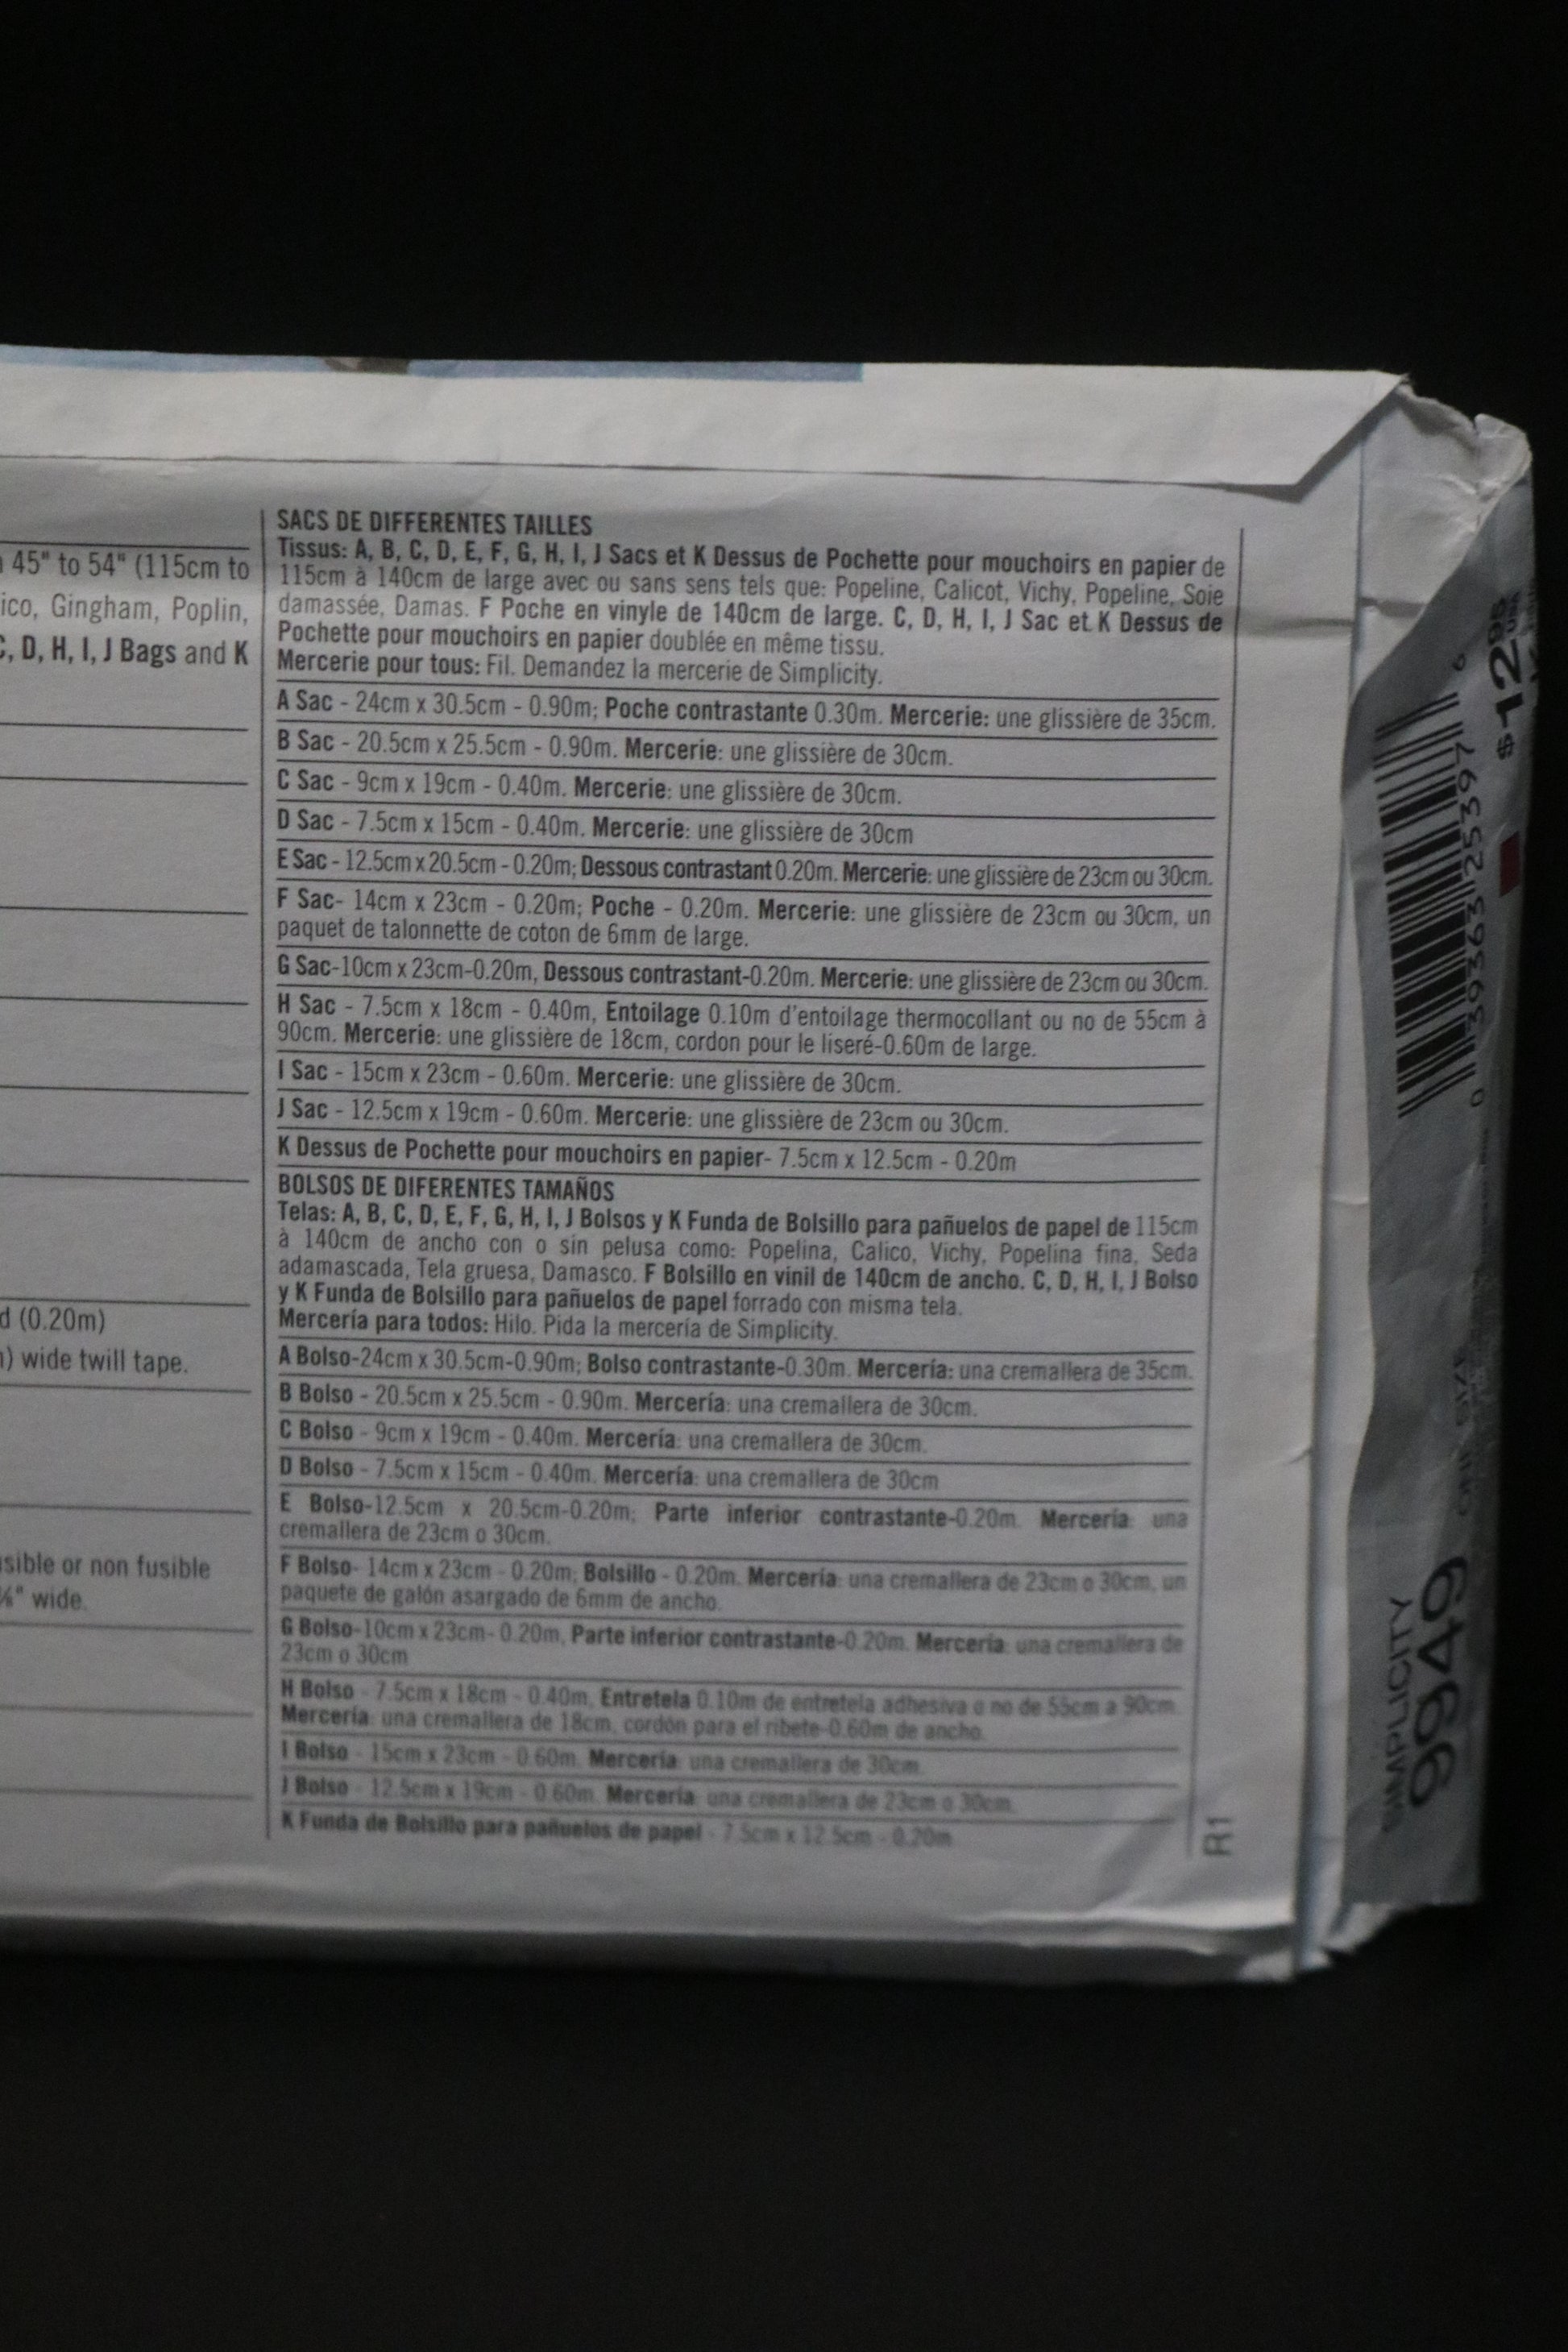 45" to 54" (115cm to
ico, Gingham, Poplin,
C, D, H, I, J Bags and K
d (0.20m)
) wide twill tape.
sible or non fusible
⅛" wide.
SACS DE DIFFERENTES TAILLES
Tissus: A, B, C, D, E, F, G, H, I, J Sacs et K Dessus de Pochette pour mouchoirs en papier de
115cm à 140cm de large avec ou sans sens tels que: Popeline, Calicot, Vichy, Popeline, Soie
damassée, Damas. F Poche en vinyle de 140cm de large. C, D, H, I, J Sac et K Dessus de
Pochette pour mouchoirs en papier doublée en même tissu.
Mercerie pour tous: Fil. Demandez la mercerie de Simplicity.
A Sac - 24cm x 30.5cm - 0.90m; Poche contrastante 0.30m. Mercerie: une glissière de 35cm.
B Sac - 20.5cm x 25.5cm - 0.90m. Mercerie: une glissière de 30cm.
C Sac - 9cm x 19cm - 0.40m. Mercerie: une glissière de 30cm.
D Sac - 7.5cm x 15cm - 0.40m. Mercerie: une glissière de 30cm
E Sac - 12.5cm x 20.5cm - 0.20m; Dessous contrastant 0.20m. Mercerie: une glissière de 23cm ou 30cm.
F Sac- 14cm x 23cm - 0.20m; Poche - 0.20m. Mercerie: une glissière de 23cm ou 30cm, un
paquet de talonnette de coton de 6mm de large.
G Sac-10cm x 23cm-0.20m, Dessous contrastant-0.20m. Mercerie: une glissière de 23cm ou 30cm.
H Sac - 7.5cm x 18cm - 0.40m, Entoilage 0.10m d'entoilage thermocollant ou no de 55cm à
90cm. Mercerie: une glissière de 18cm, cordon pour le liseré-0.60m de large.
I Sac - 15cm x 23cm - 0.60m. Mercerie: une glissière de 30cm.
J Sac - 12.5cm x 19cm - 0.60m. Mercerie: une glissière de 23cm ou 30cm.
K Dessus de Pochette pour mouchoirs en papier- 7.5cm x 12.5cm - 0.20m
BOLSOS DE DIFERENTES TAMAÑOS
Telas: A, B, C, D, E, F, G, H, I, J Bolsos y K Funda de Bolsillo para pañuelos de papel de 115cm
à 140cm de ancho con o sin pelusa como: Popelina, Calico, Vichy, Popelina fina, Seda
adamascada, Tela gruesa, Damasco. F Bolsillo en vinil de 140cm de ancho. C, D, H, I, J Bolso
y K Funda de Bolsillo para pañuelos de papel forrado con misma tela.
Mercería para todos: Hilo. Pida la mercería de Simplicity.
A Bolso-24cm x 30.5cm-0.90m; Bolso contrastante-0.30m. Mercería: una cremallera de 35cm.
B Bolso - 20.5cm x 25.5cm - 0.90m. Mercería: una cremallera de 30cm.
C Bolso - 9cm x 19cm - 0.40m. Mercería: una cremallera de 30cm.
D Bolso - 7.5cm x 15cm - 0.40m. Mercería: una cremallera de 30cm
E Bolso-12.5cm x 20.5cm-0.20m; Parte inferior contrastante-0.20m. Mercería: una
cremallera de 23cm o 30cm.
F Bolso- 14cm x 23cm - 0.20m; Bolsillo - 0.20m. Mercería: una cremallera de 23cm o 30cm, un
paquete de galón asargado de 6mm de ancho.
G Bolso-10cm x 23cm- 0.20m, Parte inferior contrastante-0.20m. Mercería: una cremallera de
23cm o 30cm
H Bolso - 7.5cm x 18cm - 0.40m, Entretela 0.10m de entretela adhesiva o no de 55cm a 90cm.
Mercería: una cremallera de 18cm, cordón para el ribete-0.60m de ancho.
I Bolso - 15cm x 23cm - 0.60m. Mercería: una cremallera de 30cm.
J Bolso - 12.5cm x 19cm - 0.60m. Mercería: una cremallera de 23cm o 30cm.
K Funda de Bolsillo para pañuelos de papel - 7.5cm x 12.5cm - 0.20m
R1
$12.95 USA
0 39363 25397 6
ONE SIZE
SIMPLICITY
9949